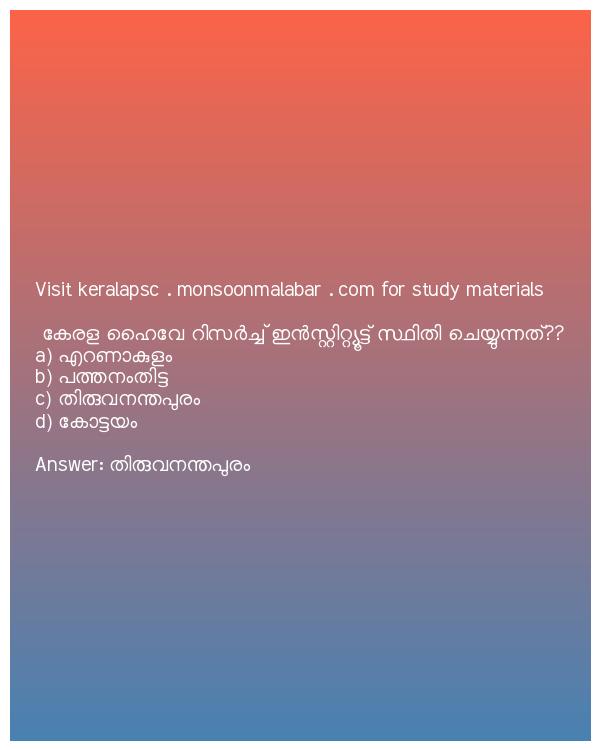 Visit keralapsc . monsoonmalabar . com for study materials
കേരള ഹൈവേ റിസർച്ച് ഇൻസ്റ്റിറ്റ്യൂട്ട് സ്ഥിതി ചെയ്യുന്നത്??
a) എറണാകുളം
b) പത്തനംതിട്ട
c) തിരുവനന്തപുരം
d) കോട്ടയം
Answer: തിരുവനന്തപുരം